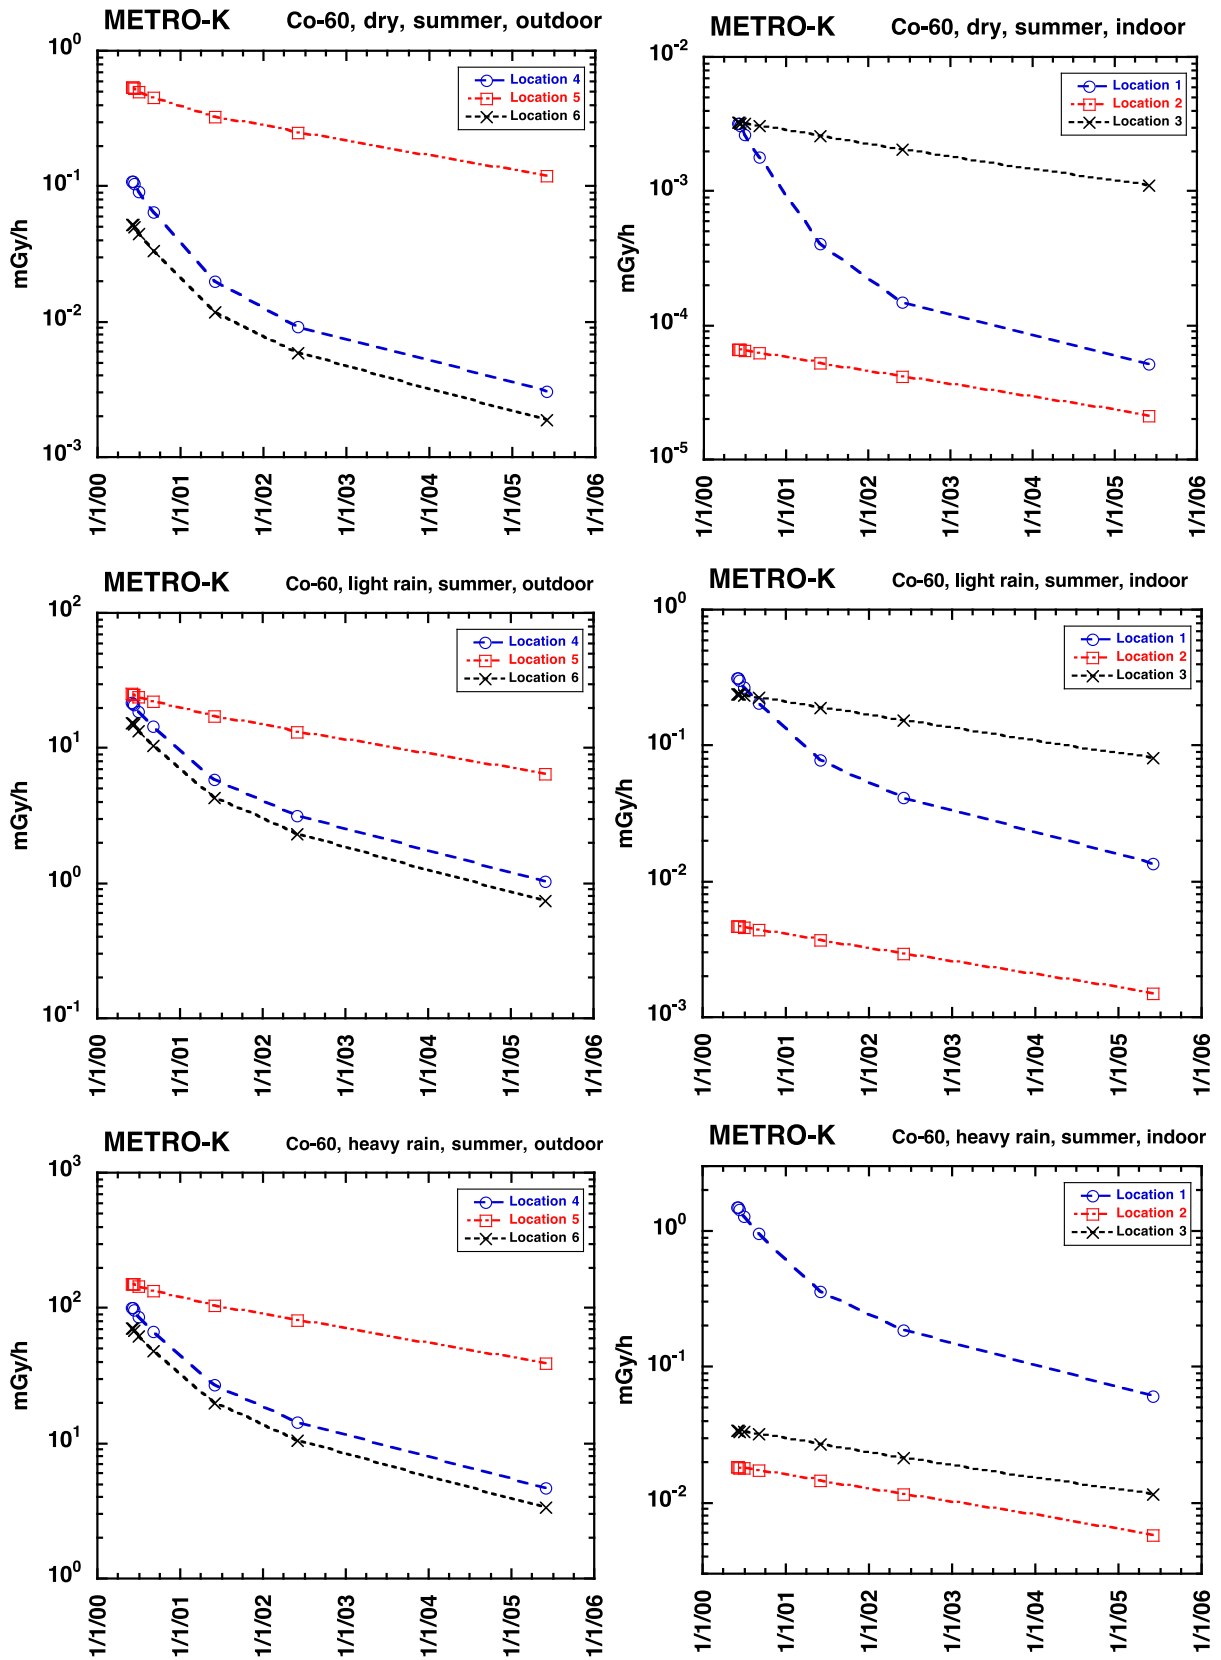 METRO-K Co-60, dry, summer, outdoor
10^0
10^-1
10^-2
10^-3
mGy/h
Location 4
Location 5
Location 6
1/1/00 1/1/01 1/1/02 1/1/03 1/1/04 1/1/05 1/1/06
METRO-K Co-60, dry, summer, indoor
10^-2
10^-3
10^-4
10^-5
mGy/h
Location 1
Location 2
Location 3
1/1/00 1/1/01 1/1/02 1/1/03 1/1/04 1/1/05 1/1/06
METRO-K Co-60, light rain, summer, outdoor
10^2
10^1
10^0
10^-1
mGy/h
Location 4
Location 5
Location 6
1/1/00 1/1/01 1/1/02 1/1/03 1/1/04 1/1/05 1/1/06
METRO-K Co-60, light rain, summer, indoor
10^0
10^-1
10^-2
10^-3
mGy/h
Location 1
Location 2
Location 3
1/1/00 1/1/01 1/1/02 1/1/03 1/1/04 1/1/05 1/1/06
METRO-K Co-60, heavy rain, summer, outdoor
10^3
10^2
10^1
10^0
mGy/h
Location 4
Location 5
Location 6
1/1/00 1/1/01 1/1/02 1/1/03 1/1/04 1/1/05 1/1/06
METRO-K Co-60, heavy rain, summer, indoor
10^0
10^-1
10^-2
mGy/h
Location 1
Location 2
Location 3
1/1/00 1/1/01 1/1/02 1/1/03 1/1/04 1/1/05 1/1/06